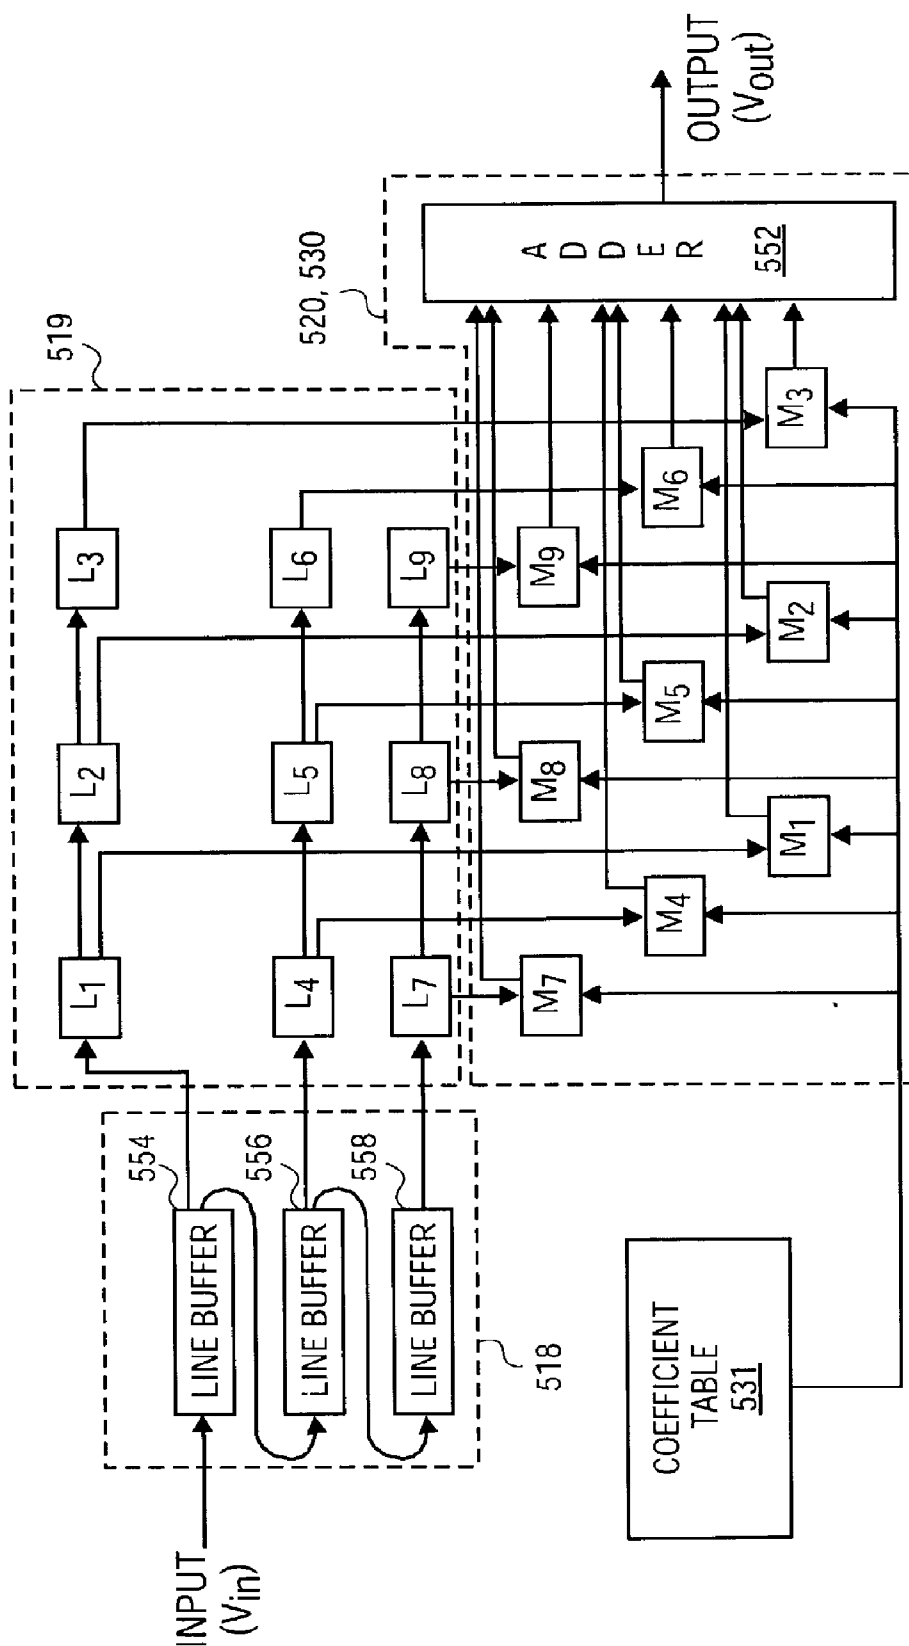 INPUT
(Vin)
LINE BUFFER
554
LINE BUFFER
556
LINE BUFFER
558
518
519
L1
L2
L3
L4
L5
L6
L7
L8
L9
520, 530
M7
M8
M9
M4
M5
M6
M1
M2
M3
ADDER
552
OUTPUT
(Vout)
COEFFICIENT
TABLE
531